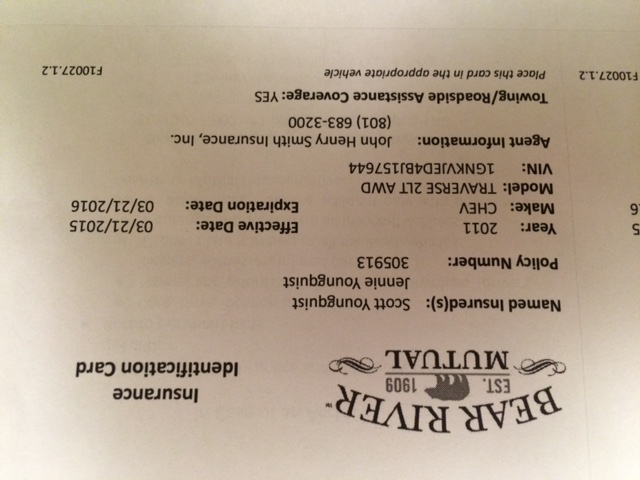 BEAR RIVER™
EST. 1909
MUTUAL
Insurance
Identification Card
Named Insured(s): Scott Youngquist
Jennie Youngquist
Policy Number: 305913
5 Year: 2011 Effective Date: 03/21/2015
6 Make: CHEV Expiration Date: 03/21/2016
Model: TRAVERSE 2LT AWD
VIN: 1GNKVJED4BJ157644
Agent Information: John Henry Smith Insurance, Inc.
(801) 683-3200
Towing/Roadside Assistance Coverage: YES
F10027.1.2 Place this card in the appropriate vehicle F10027.1.2